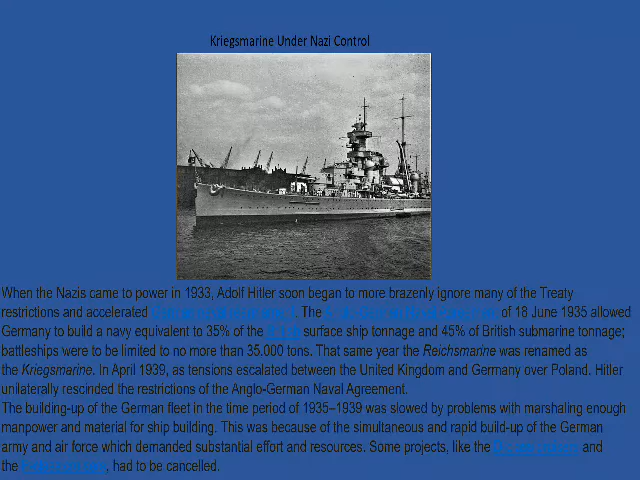 Kriegsmarine Under Nazi Control
When the Nazis came to power in 1933, Adolf Hitler soon began to more brazenly ignore many of the Treaty
restrictions and accelerated . The of 18 June 1935 allowed
Germany to build a navy equivalent to 35% of the surface ship tonnage and 45% of British submarine tonnage;
battleships were to be limited to no more than 35.000 tons. That same year the Reichsmarine was renamed as
the Kriegsmarine. In April 1939, as tensions escalated between the United Kingdom and Germany over Poland. Hitler
unilaterally rescinded the restrictions of the Anglo-German Naval Agreement.
The building-up of the German fleet in the time period of 1935–1939 was slowed by problems with marshaling enough
manpower and material for ship building. This was because of the simultaneous and rapid build-up of the German
army and air force which demanded substantial effort and resources. Some projects, like the and
the , had to be cancelled.